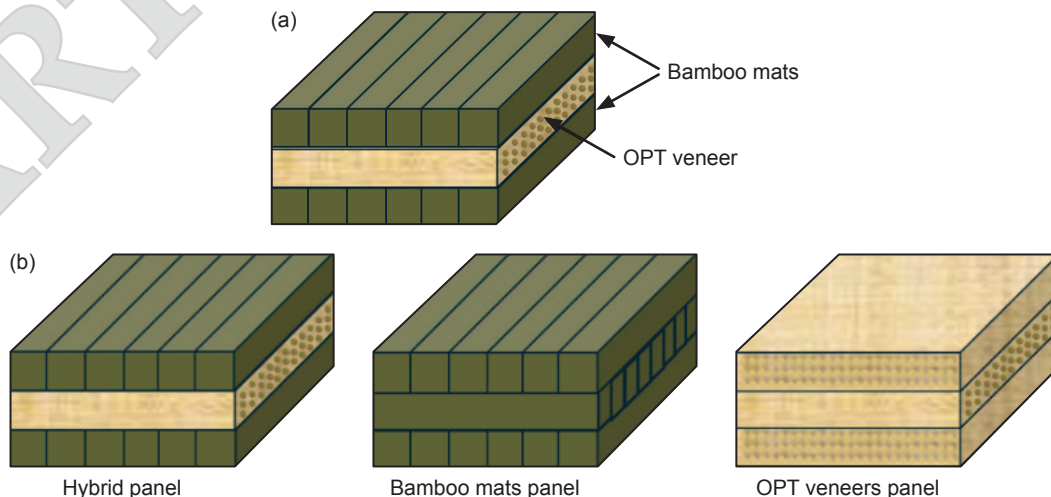 (a)
Bamboo mats
OPT veneer
(b)
Hybrid panel
Bamboo mats panel
OPT veneers panel